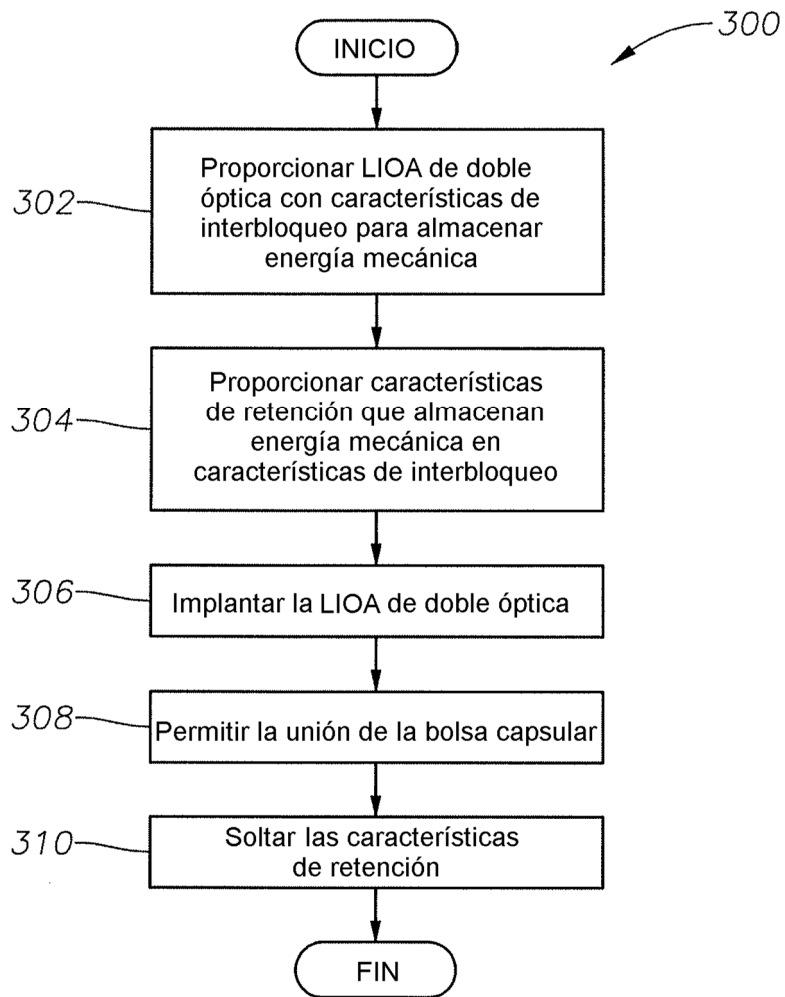 300
INICIO
302
Proporcionar LIOA de doble
óptica con características de
interbloqueo para almacenar
energía mecánica
304
Proporcionar características
de retención que almacenan
energía mecánica en
características de interbloqueo
306
Implantar la LIOA de doble óptica
308
Permitir la unión de la bolsa capsular
310
Soltar las características
de retención
FIN